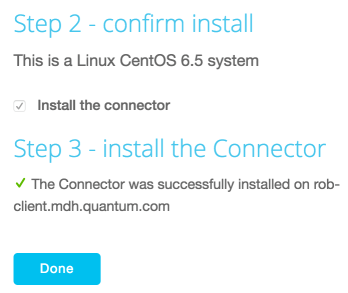 Step 2 - confirm install
This is a Linux CentOS 6.5 system
Install the connector
Step 3 - install the Connector
The Connector was successfully installed on rob-
client.mdh.quantum.com
Done